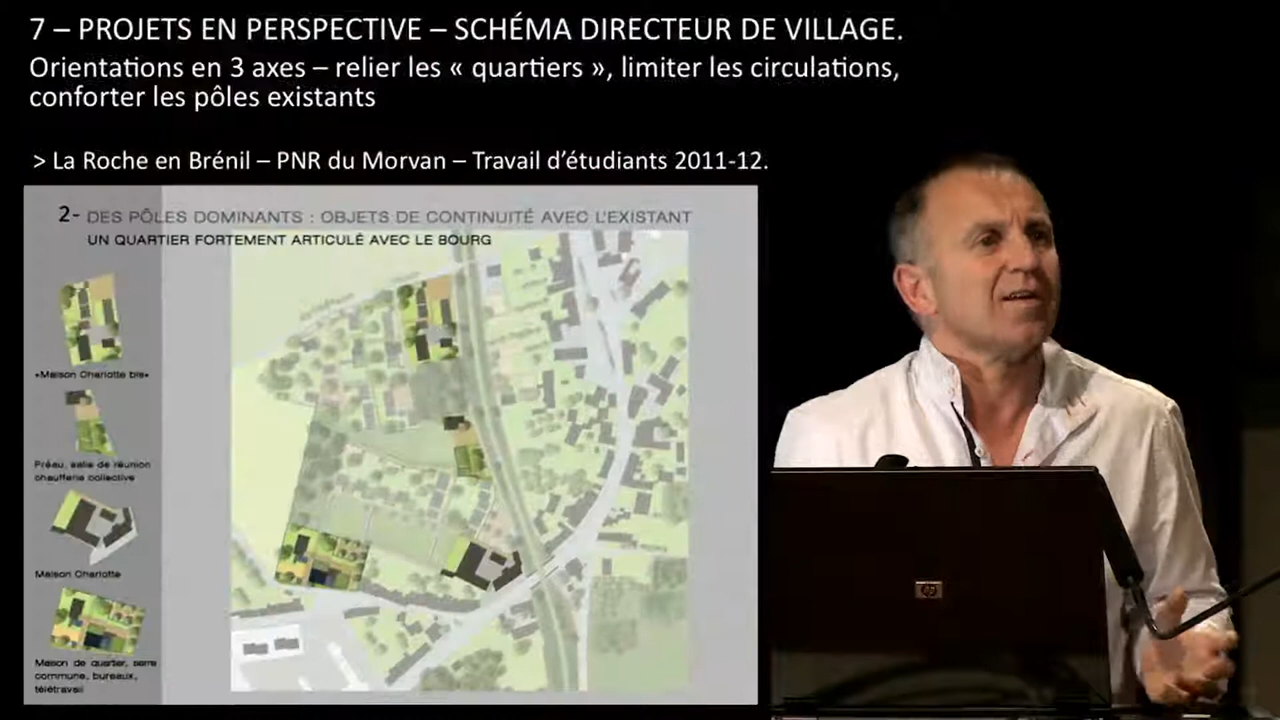 7 – PROJETS EN PERSPECTIVE – SCHÉMA DIRECTEUR DE VILLAGE.
Orientations en 3 axes – relier les « quartiers », limiter les circulations,
conforter les pôles existants
> La Roche en Brénil – PNR du Morvan – Travail d’étudiants 2011-12.
2- DES PÔLES DOMINANTS : OBJETS DE CONTINUITÉ AVEC L'EXISTANT
UN QUARTIER FORTEMENT ARTICULÉ AVEC LE BOURG
«Maison Charlotte bis»
Préau, salle de réunion
chaufferie collective
Maison Charlotte
Maison de quartier, serre
commune, bureaux,
télétravail
hp